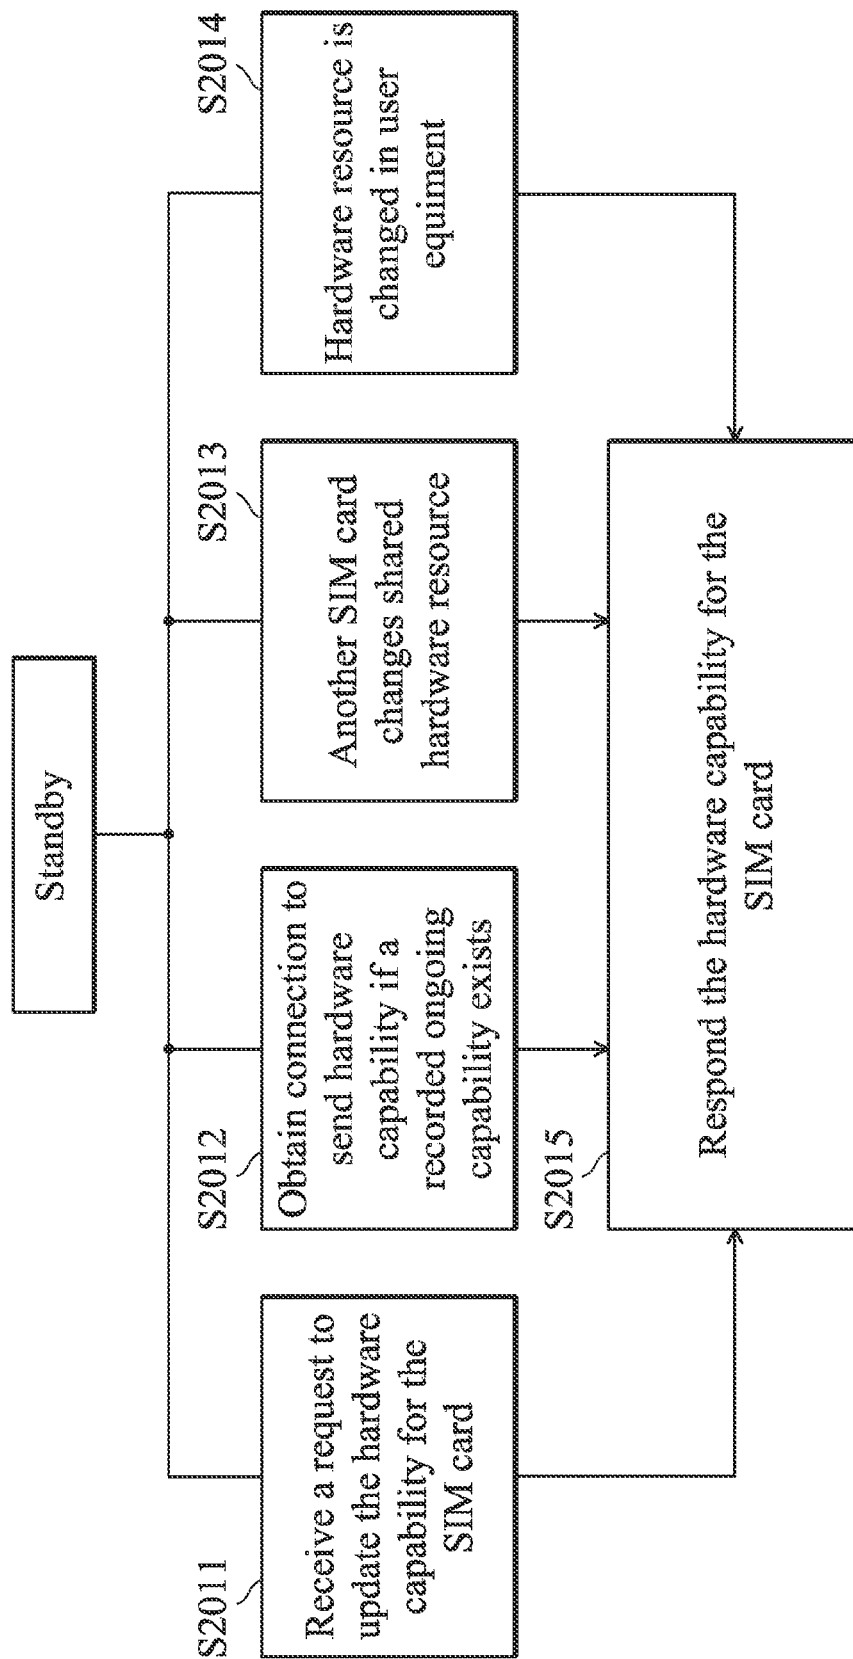 Standby
S2011
Receive a request to
update the hardware
capability for the
SIM card
S2012
Obtain connection to
send hardware
capability if a
recorded ongoing
capability exists
S2013
Another SIM card
changes shared
hardware resource
S2014
Hardware resource is
changed in user
equiment
S2015
Respond the hardware capability for the
SIM card